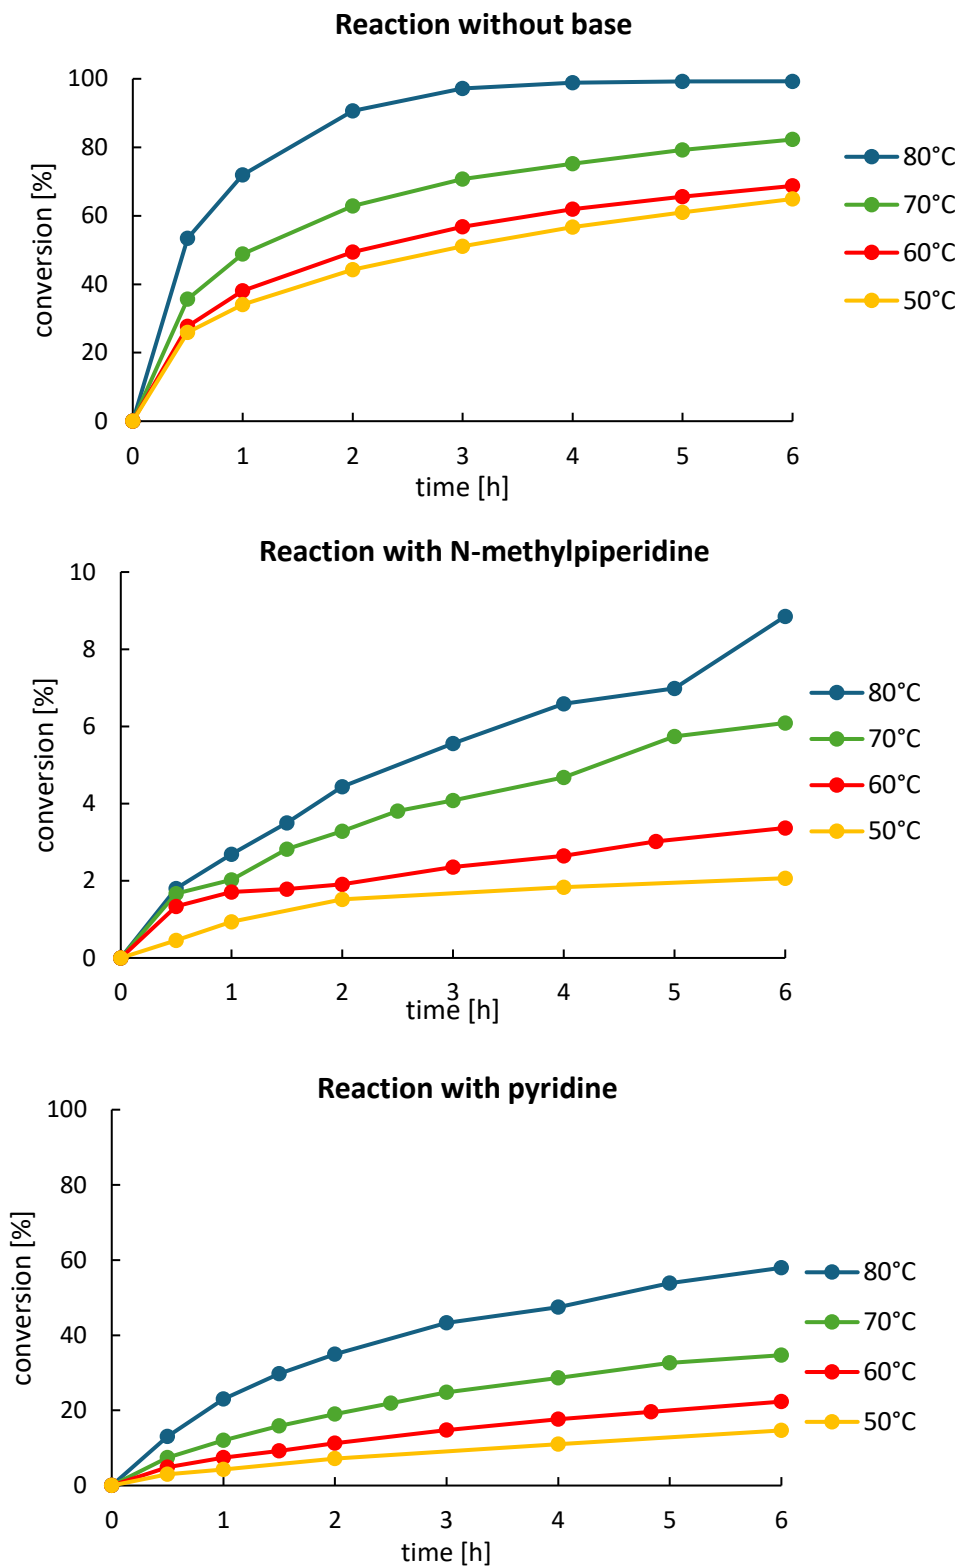 Reaction without base
100
80
60
40
20
0
conversion [%]
0 1 2 3 4 5 6
time [h]
80°C
70°C
60°C
50°C
Reaction with N-methylpiperidine
10
8
6
4
2
0
conversion [%]
0 1 2 3 4 5 6
time [h]
80°C
70°C
60°C
50°C
Reaction with pyridine
100
80
60
40
20
0
conversion [%]
0 1 2 3 4 5 6
time [h]
80°C
70°C
60°C
50°C